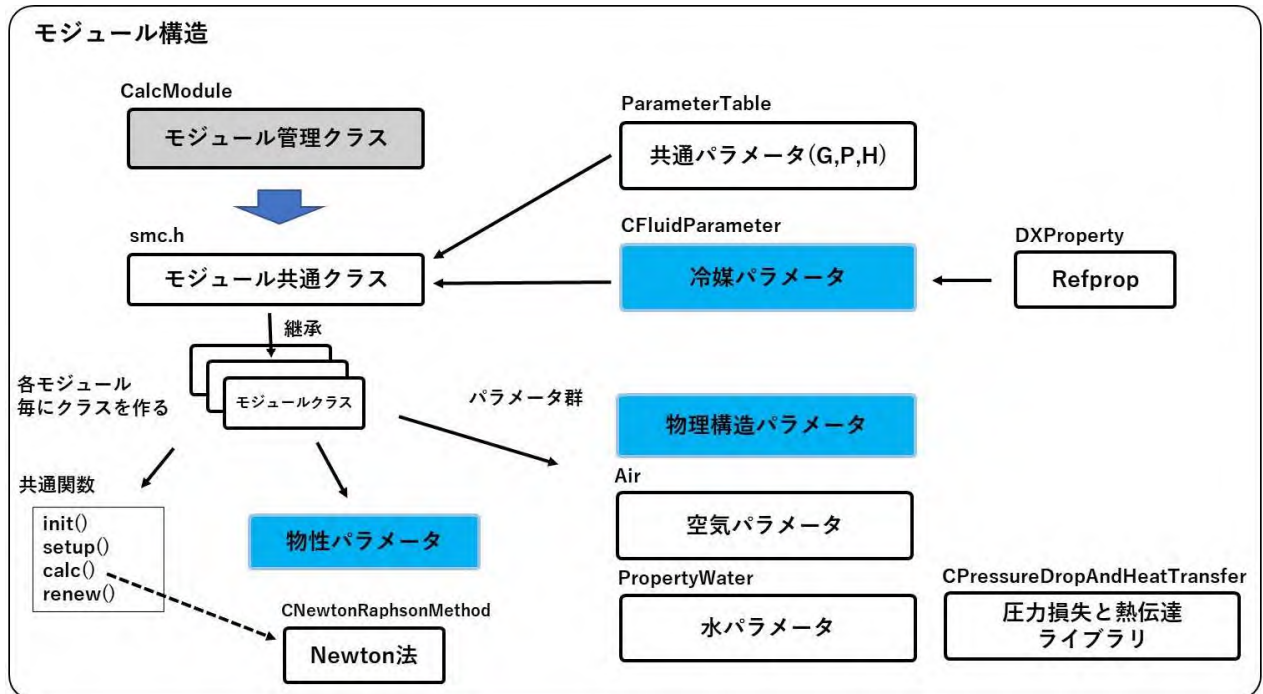 モジュール構造
CalcModule
モジュール管理クラス
ParameterTable
共通パラメータ(G,P,H)
smc.h
モジュール共通クラス
CFluidParameter
冷媒パラメータ
DXProperty
Refprop
継承
各モジュール
毎にクラスを作る
モジュールクラス
パラメータ群
物理構造パラメータ
共通関数
init()
setup()
calc()
renew()
物性パラメータ
Air
空気パラメータ
CNewtonRaphsonMethod
Newton法
PropertyWater
水パラメータ
CPressureDropAndHeatTransfer
圧力損失と熱伝達
ライブラリ